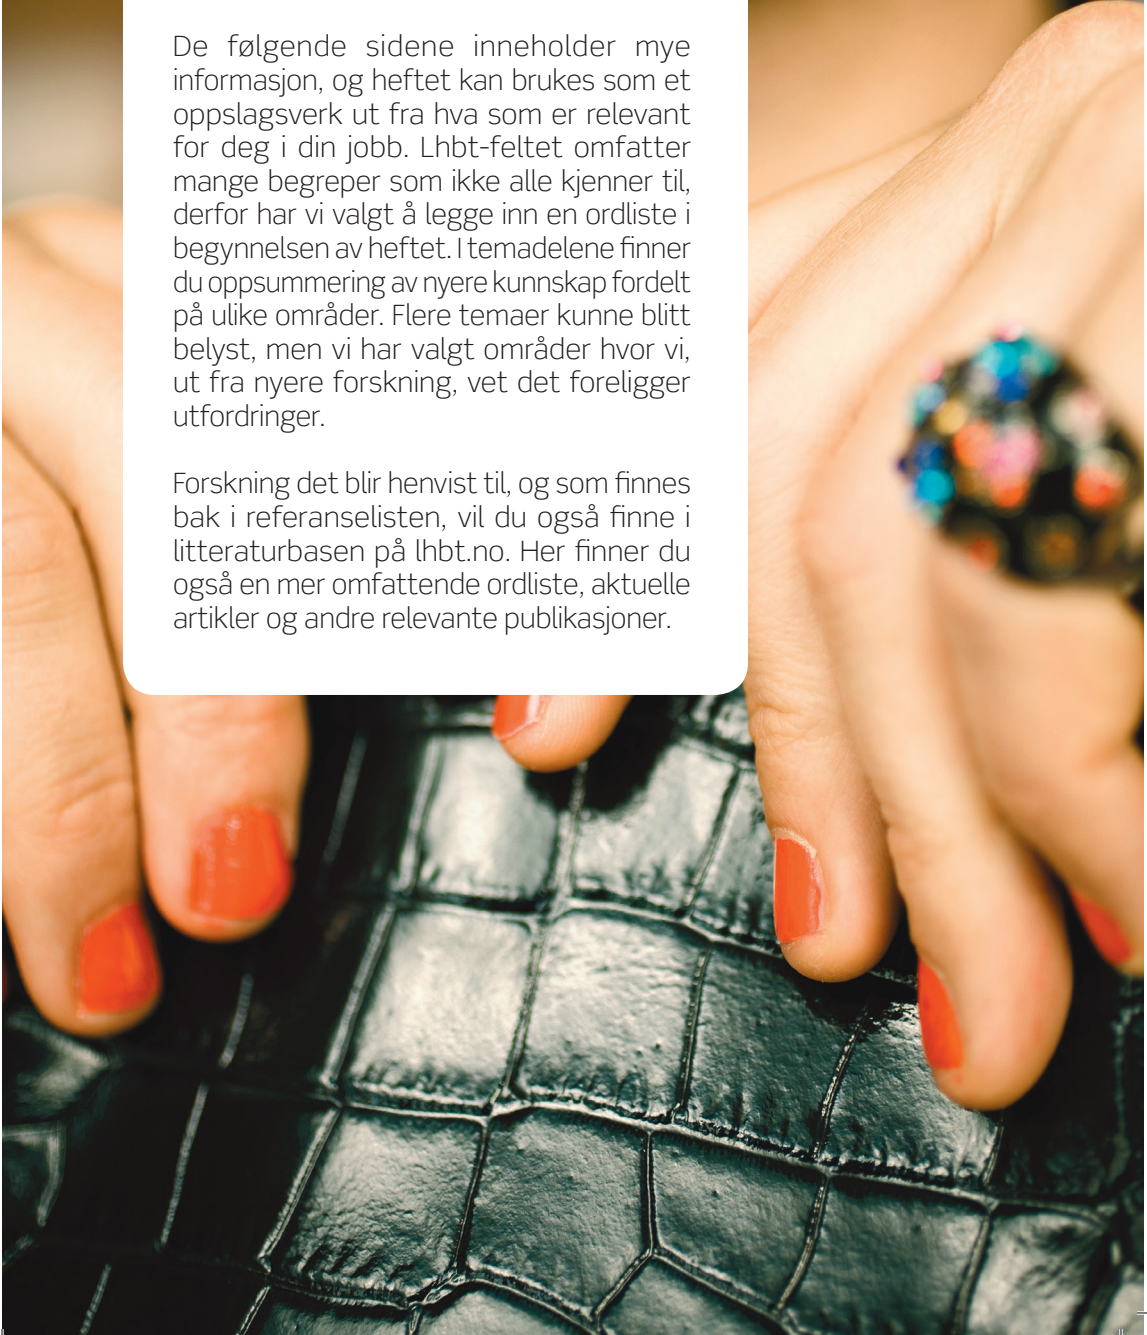 De følgende sidene inneholder mye
informasjon, og heftet kan brukes som et
oppslagsverk ut fra hva som er relevant
for deg i din jobb. Lhbt-feltet omfatter
mange begreper som ikke alle kjenner til,
derfor har vi valgt å legge inn en ordliste i
begynnelsen av heftet. I temadelene finner
du oppsummering av nyere kunnskap fordelt
på ulike områder. Flere temaer kunne blitt
belyst, men vi har valgt områder hvor vi,
ut fra nyere forskning, vet det foreligger
utfordringer.
Forskning det blir henvist til, og som finnes
bak i referanselisten, vil du også finne i
litteraturbasen på lhbt.no. Her finner du
også en mer omfattende ordliste, aktuelle
artikler og andre relevante publikasjoner.